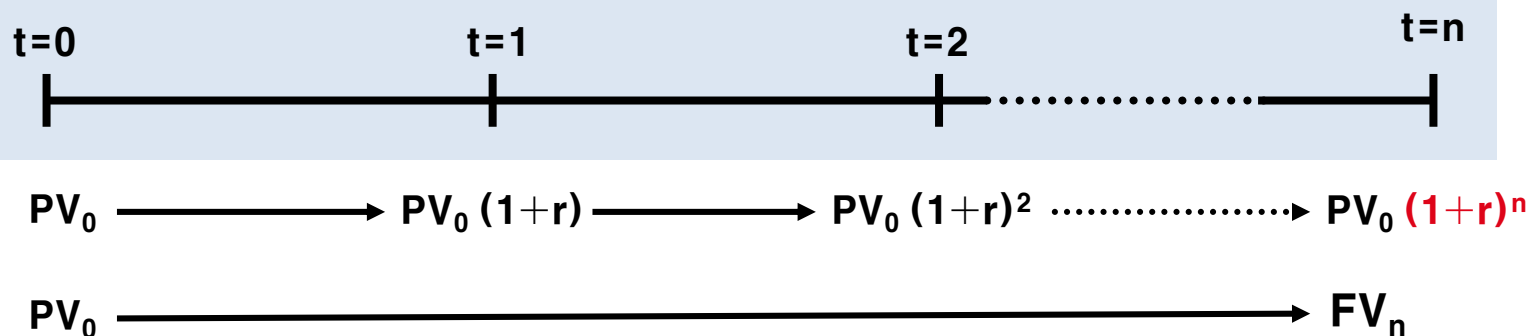 t=0 t=1 t=2 t=n
PV₀ PV₀ (1+r) PV₀ (1+r)² PV₀ (1+r)ⁿ
PV₀ FVₙ